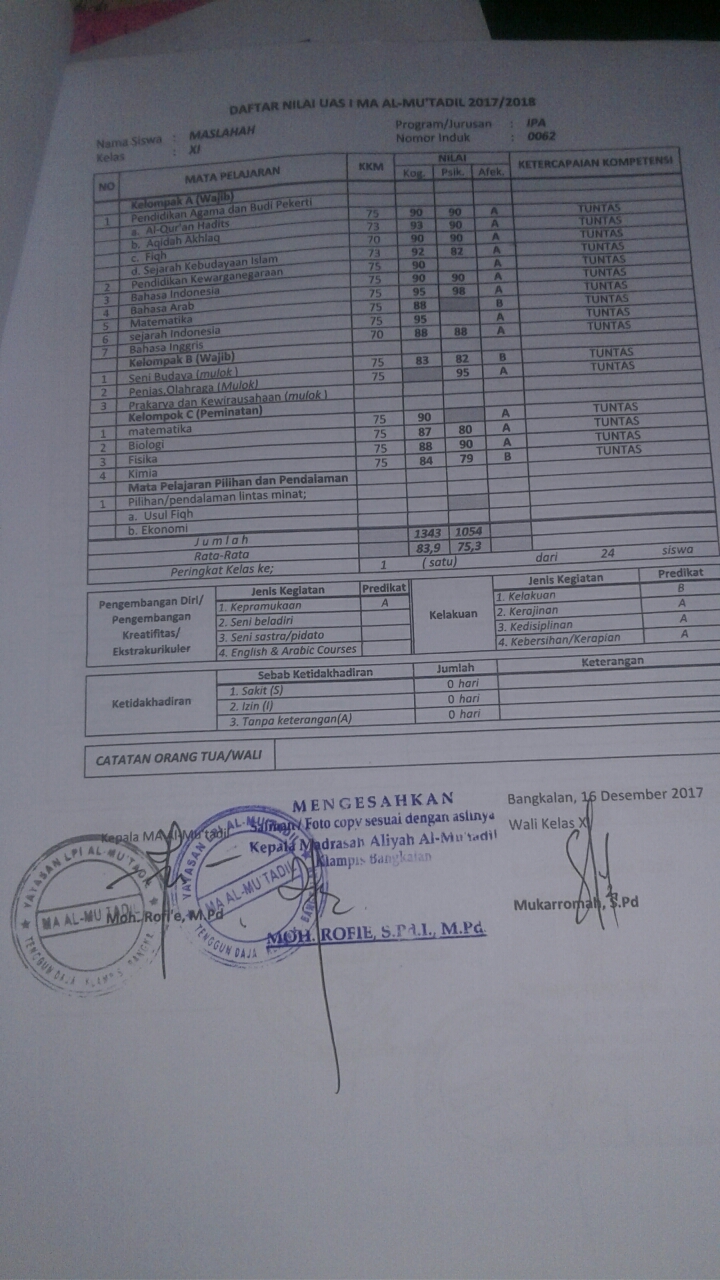 DAFTAR NILAI UAS I MA AL-MU'TADIL 2017/2018
Nama Siswa : MASLAHAH Program/Jurusan : IPA
Kelas : XI Nomor Induk : 0062
NO MATA PELAJARAN KKM NILAI KETERCAPAIAN KOMPETENSI
Kog. Psik. Afek.
Kelompak A (Wajib)
1 Pendidikan Agama dan Budi Pekerti
a. Al-Qur'an Hadits 75 90 90 A TUNTAS
b. Aqidah Akhlaq 73 93 90 A TUNTAS
c. Fiqh 70 90 90 A TUNTAS
d. Sejarah Kebudayaan Islam 73 92 82 A TUNTAS
2 Pendidikan Kewarganegaraan 75 90 A TUNTAS
3 Bahasa Indonesia 75 90 90 A TUNTAS
4 Bahasa Arab 75 95 98 A TUNTAS
5 Matematika 75 88 B TUNTAS
6 sejarah Indonesia 75 95 A TUNTAS
7 Bahasa Inggris 70 88 88 A TUNTAS
Kelompak B (Wajib)
1 Seni Budaya (mulok) 75 83 82 B TUNTAS
2 Penjas,Olahraga (Mulok) 75 95 A TUNTAS
3 Prakarya dan Kewirausahaan (mulok)
Kelompok C (Peminatan)
1 matematika 75 90 A TUNTAS
2 Biologi 75 87 80 A TUNTAS
3 Fisika 75 88 90 A TUNTAS
4 Kimia 75 84 79 B TUNTAS
Mata Pelajaran Pilihan dan Pendalaman
1 Pilihan/pendalaman lintas minat;
a. Usul Fiqh
b. Ekonomi
Jumlah 1343 1054
Rata-Rata 83,9 75,3
Peringkat Kelas ke; 1 (satu) dari 24 siswa
Pengembangan Diri/ Pengembangan Kreatifitas/ Ekstrakurikuler
Jenis Kegiatan Predikat
1. Kepramukaan A
2. Seni beladiri
3. Seni sastra/pidato
4. English & Arabic Courses
Kelakuan
Jenis Kegiatan Predikat
1. Kelakuan B
2. Kerajinan A
3. Kedisiplinan A
4. Kebersihan/Kerapian A
Ketidakhadiran
Sebab Ketidakhadiran Jumlah Keterangan
1. Sakit (S) 0 hari
2. Izin (I) 0 hari
3. Tanpa keterangan(A) 0 hari
CATATAN ORANG TUA/WALI
Bangkalan, 16 Desember 2017
Wali Kelas XI
Mukarromah, S.Pd
MENGESAHKAN
Salinan / Foto copy sesuai dengan aslinya
Kepala Madrasah Aliyah Al-Mu'tadil
Klampis Bangkalan
MOH. ROFIE, S.Pd.I., M.Pd
Kepala MA Al-Mu'tadil
Moh. Rofi'e, M.Pd
YAYASAN LPI AL-MU'TADIL
MA AL-MU TADIL
YAYASAN
AL-MU
MA AL-MU TADIL
TENGGUN DAJA